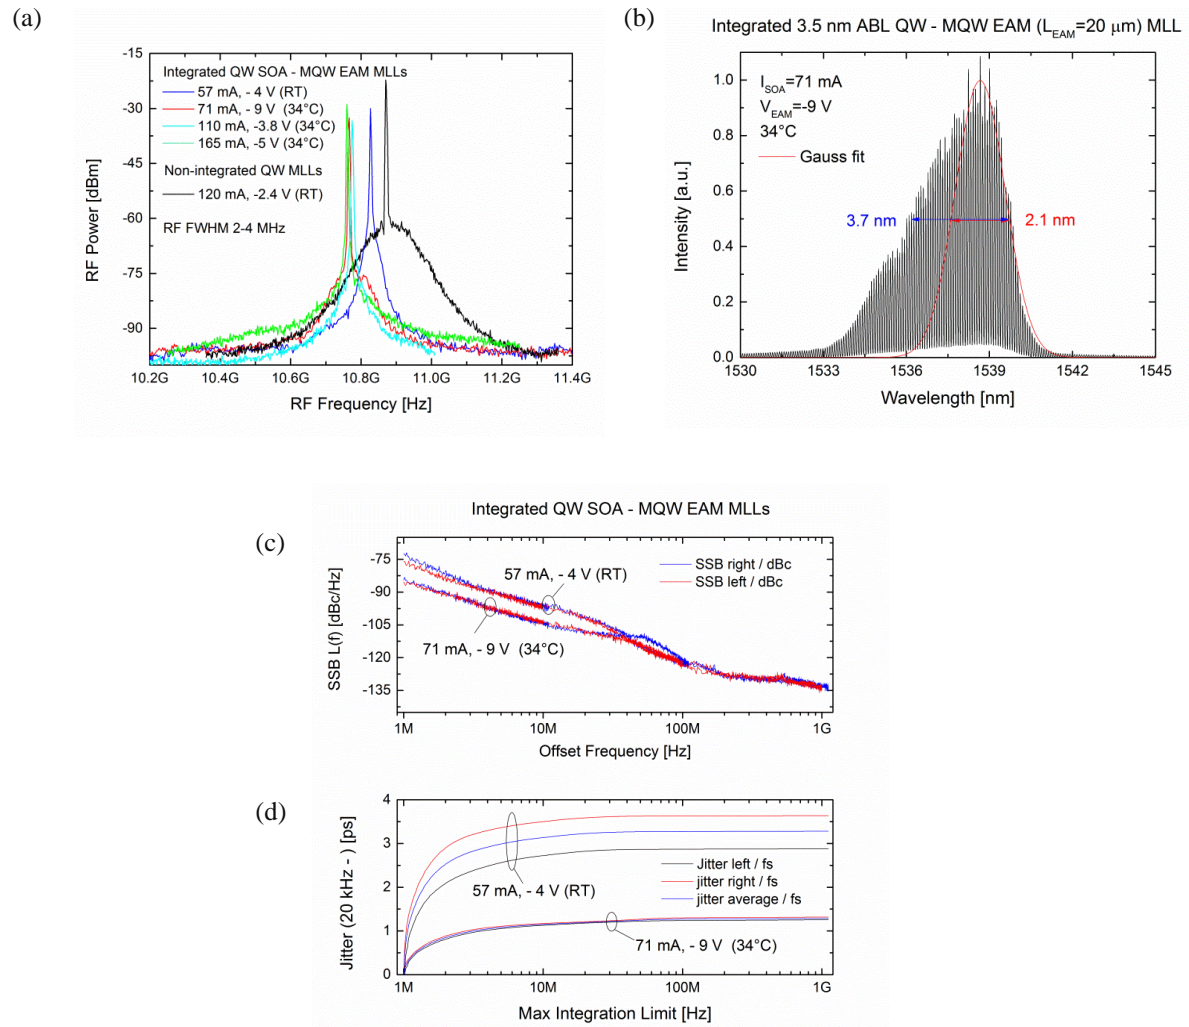 (a)
-15
-30
-45
-60
-75
-90
RF Power [dBm]
Integrated QW SOA - MQW EAM MLLs
57 mA, - 4 V (RT)
71 mA, - 9 V (34°C)
110 mA, -3.8 V (34°C)
165 mA, -5 V (34°C)
Non-integrated QW MLLs
120 mA, -2.4 V (RT)
RF FWHM 2-4 MHz
10.2G 10.4G 10.6G 10.8G 11.0G 11.2G 11.4G
RF Frequency [Hz]
(b)
Integrated 3.5 nm ABL QW - MQW EAM (L_EAM=20 μm) MLL
1.0
0.8
0.6
0.4
0.2
0.0
Intensity [a.u.]
I_SOA=71 mA
V_EAM=-9 V
34°C
Gauss fit
3.7 nm
2.1 nm
1530 1533 1536 1539 1542 1545
Wavelength [nm]
Integrated QW SOA - MQW EAM MLLs
(c)
-75
-90
-105
-120
-135
SSB L(f) [dBc/Hz]
SSB right / dBc
SSB left / dBc
57 mA, - 4 V (RT)
71 mA, - 9 V (34°C)
1M 10M 100M 1G
Offset Frequency [Hz]
(d)
4
3
2
1
0
Jitter (20 kHz - ) [ps]
Jitter left / fs
jitter right / fs
jitter average / fs
57 mA, - 4 V (RT)
71 mA, - 9 V (34°C)
1M 10M 100M 1G
Max Integration Limit [Hz]